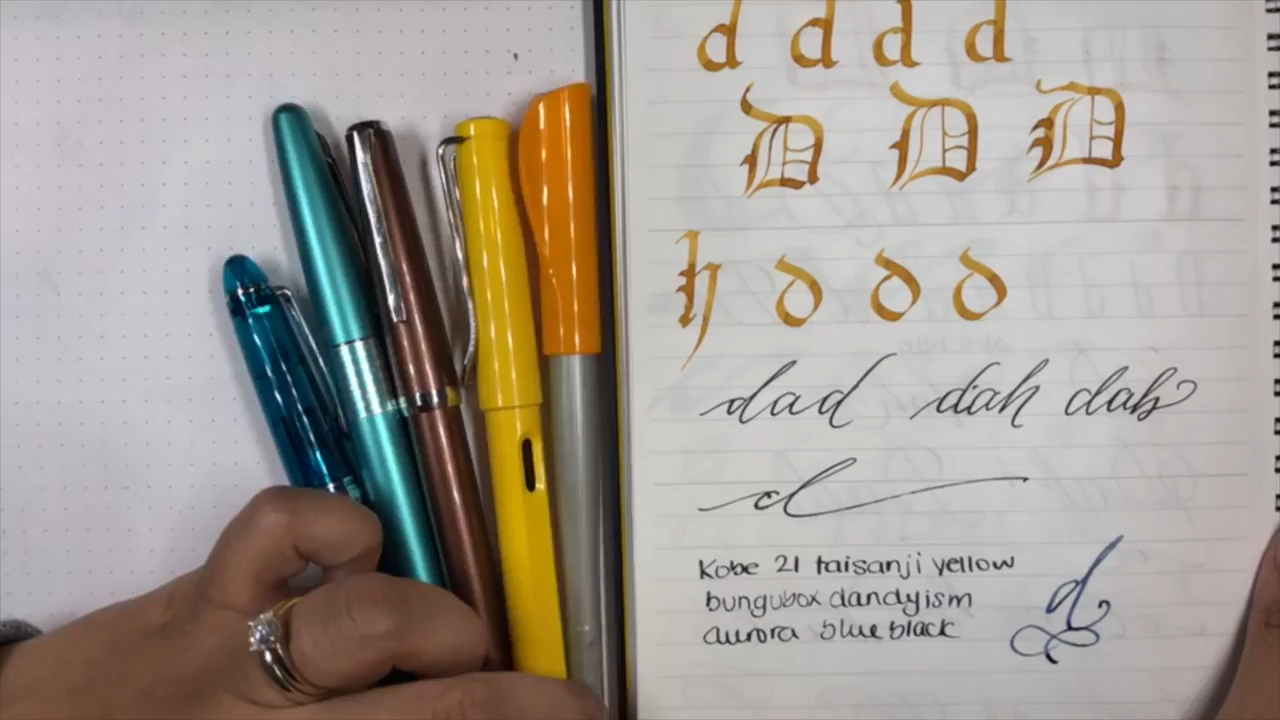 d d d d
D D D
h d d d
dad dah dab
d
Kobe 21 taisanji yellow
bungubox dandyism
aurora blue black
d